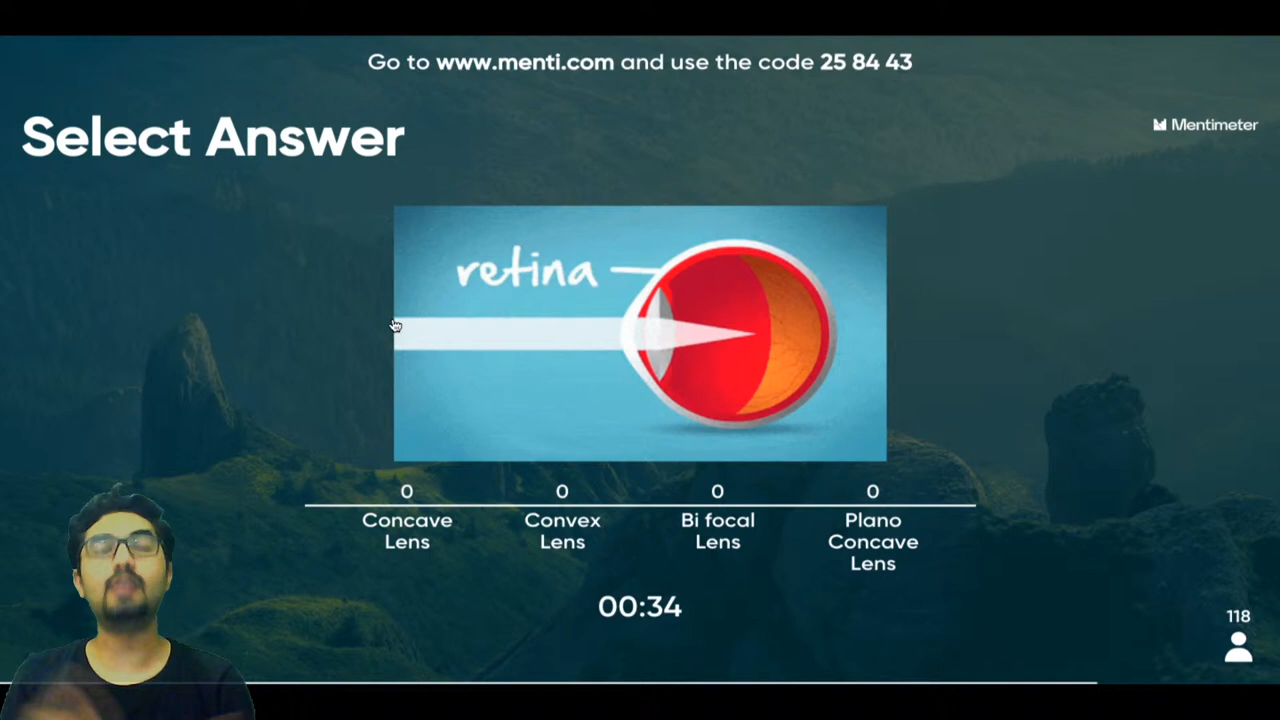 Go to www.menti.com and use the code 25 84 43
Select Answer
Mentimeter
retina
0
Concave
Lens
0
Convex
Lens
0
Bi focal
Lens
0
Plano
Concave
Lens
00:34
118